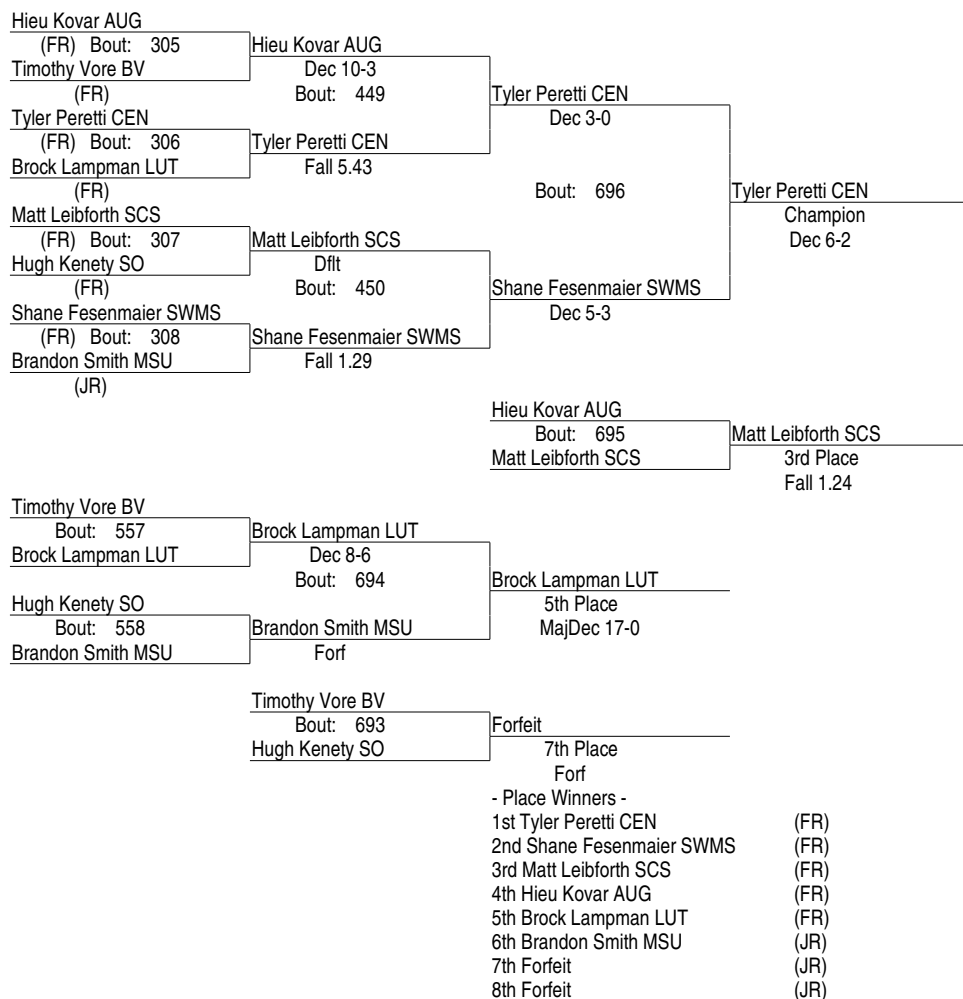 Hieu Kovar AUG
(FR) Bout: 305 Hieu Kovar AUG
Timothy Vore BV Dec 10-3
(FR) Bout: 449 Tyler Peretti CEN
Tyler Peretti CEN Dec 3-0
(FR) Bout: 306 Tyler Peretti CEN
Brock Lampman LUT Fall 5.43
(FR) Bout: 696 Tyler Peretti CEN
Matt Leibforth SCS Champion
(FR) Bout: 307 Matt Leibforth SCS Dec 6-2
Hugh Kenety SO Dflt
(FR) Bout: 450 Shane Fesenmaier SWMS
Shane Fesenmaier SWMS Dec 5-3
(FR) Bout: 308 Shane Fesenmaier SWMS
Brandon Smith MSU Fall 1.29
(JR)
Hieu Kovar AUG
Bout: 695 Matt Leibforth SCS
Matt Leibforth SCS 3rd Place
Fall 1.24
Timothy Vore BV
Bout: 557 Brock Lampman LUT
Brock Lampman LUT Dec 8-6
Bout: 694 Brock Lampman LUT
Hugh Kenety SO 5th Place
Bout: 558 Brandon Smith MSU MajDec 17-0
Brandon Smith MSU Forf
Timothy Vore BV
Bout: 693 Forfeit
Hugh Kenety SO 7th Place
Forf
- Place Winners -
1st Tyler Peretti CEN (FR)
2nd Shane Fesenmaier SWMS (FR)
3rd Matt Leibforth SCS (FR)
4th Hieu Kovar AUG (FR)
5th Brock Lampman LUT (FR)
6th Brandon Smith MSU (JR)
7th Forfeit (JR)
8th Forfeit (JR)